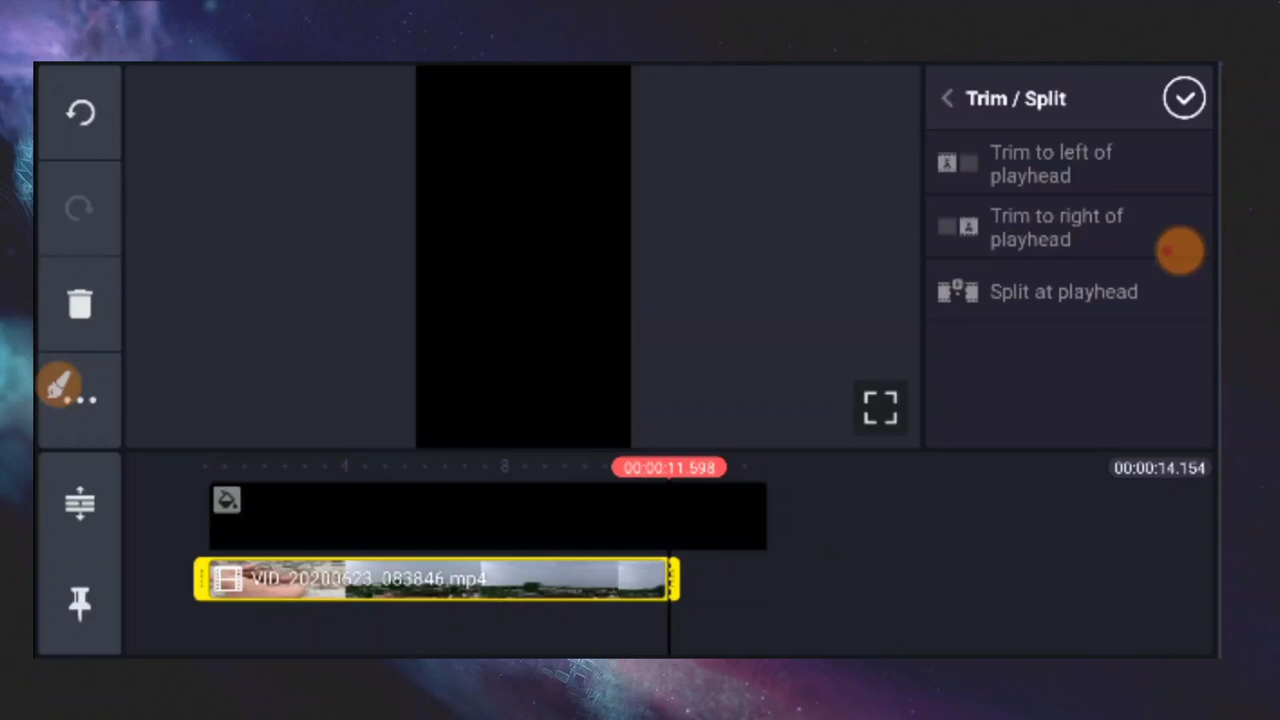 Trim / Split
Trim to left of
playhead
Trim to right of
playhead
Split at playhead
4
8
00:00:11.598
00:00:14.154
VID_20200623_083846.mp4